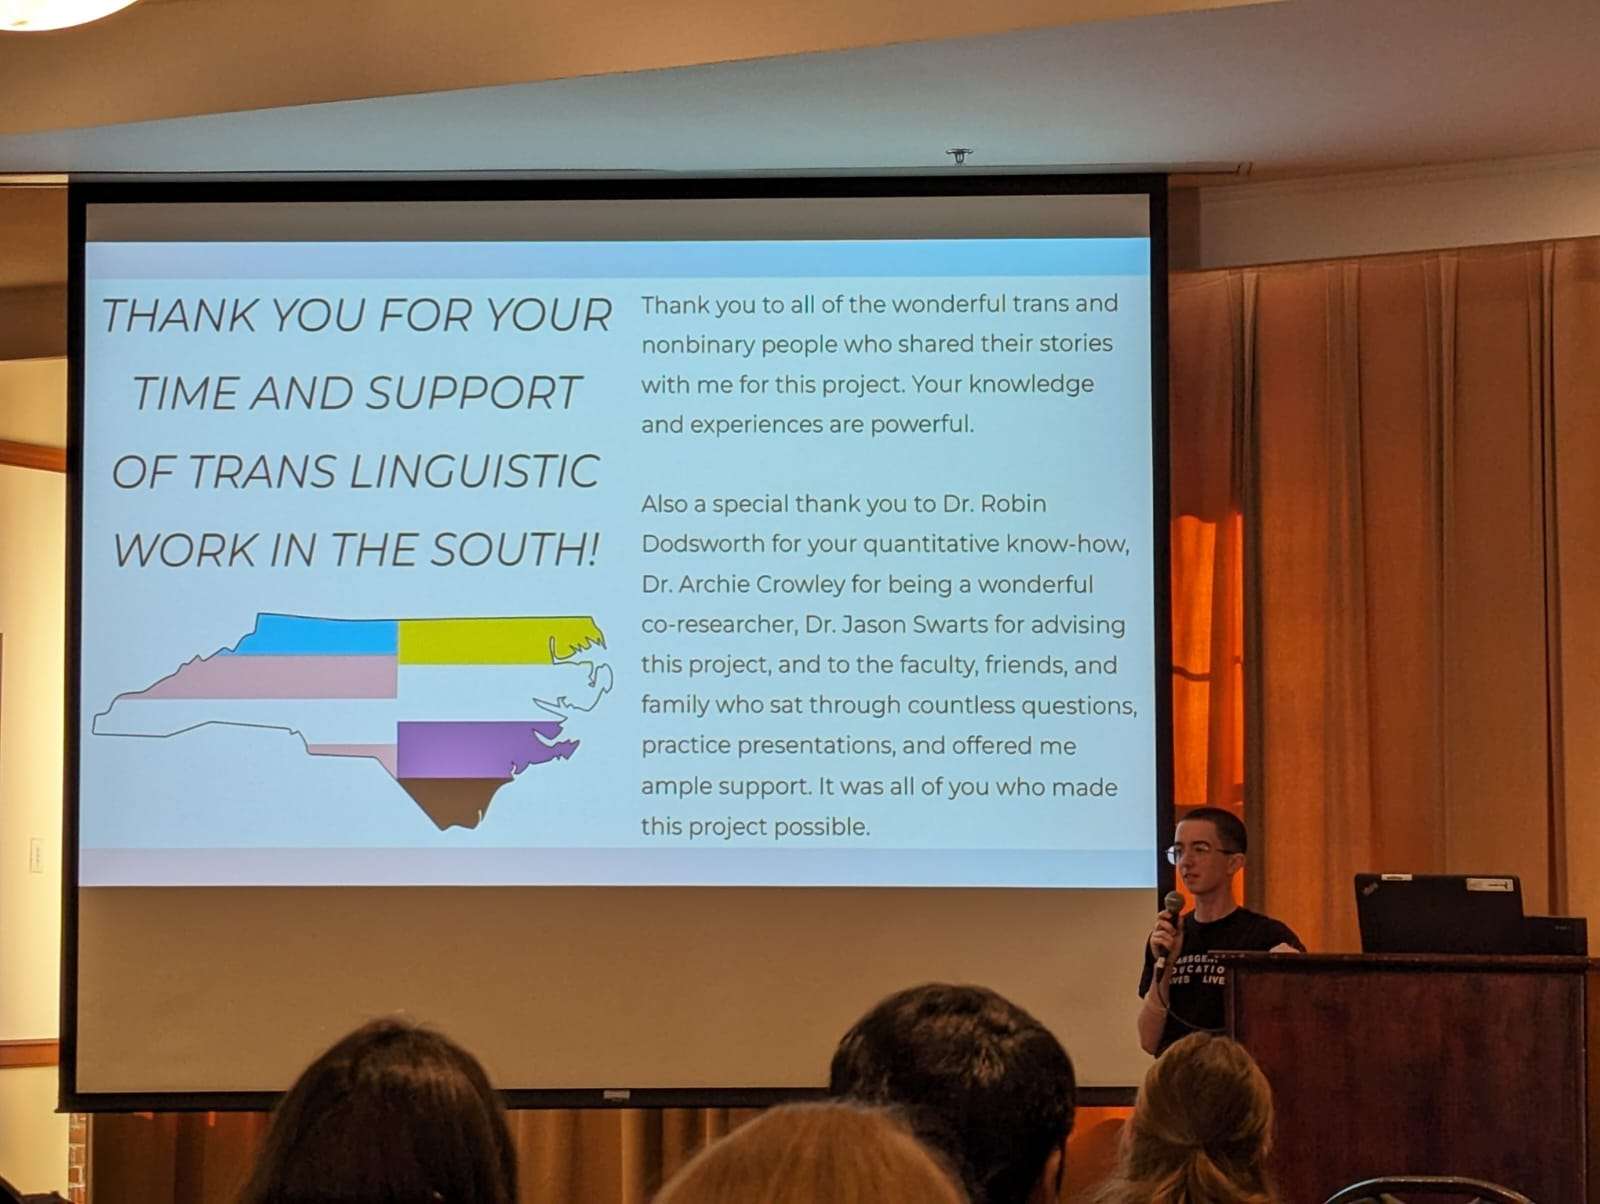 THANK YOU FOR YOUR
TIME AND SUPPORT
OF TRANS LINGUISTIC
WORK IN THE SOUTH!
Thank you to all of the wonderful trans and
nonbinary people who shared their stories
with me for this project. Your knowledge
and experiences are powerful.
Also a special thank you to Dr. Robin
Dodsworth for your quantitative know-how,
Dr. Archie Crowley for being a wonderful
co-researcher, Dr. Jason Swarts for advising
this project, and to the faculty, friends, and
family who sat through countless questions,
practice presentations, and offered me
ample support. It was all of you who made
this project possible.
LIVE